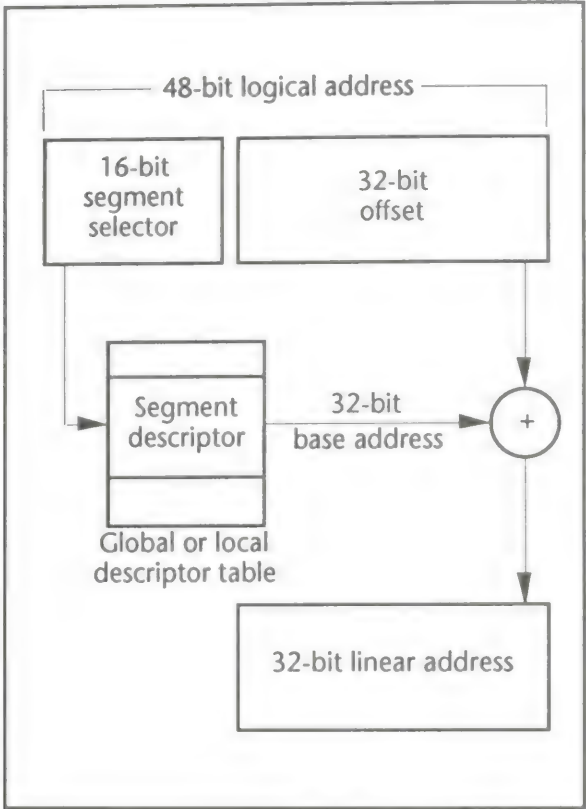 48-bit logical address
16-bit
segment
selector
32-bit
offset
Segment
descriptor
32-bit
base address
+
Global or local
descriptor table
32-bit linear address